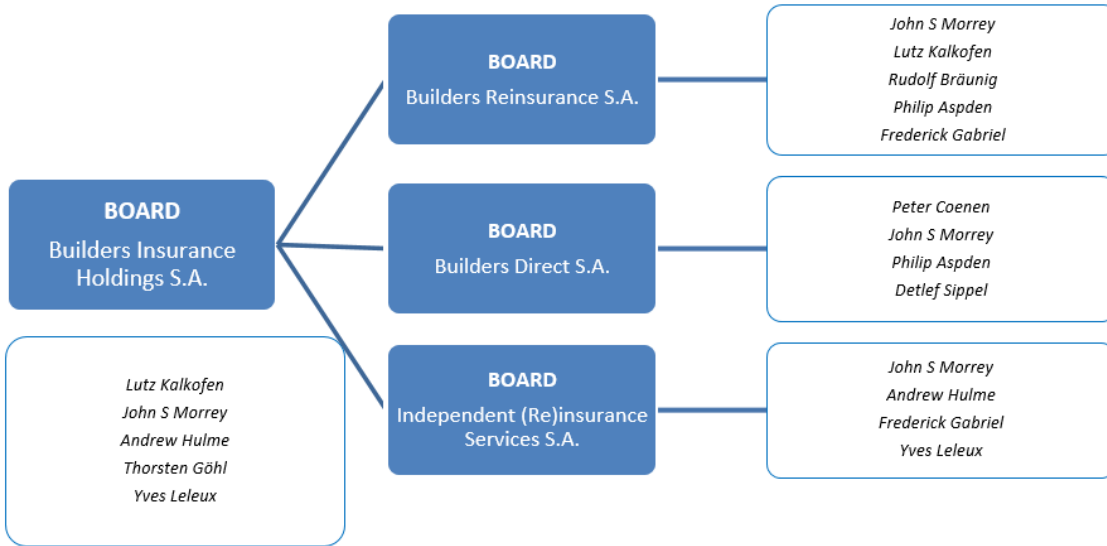 BOARD
Builders Insurance
Holdings S.A.
Lutz Kalkofen
John S Morrey
Andrew Hulme
Thorsten Göhl
Yves Leleux
BOARD
Builders Reinsurance S.A.
John S Morrey
Lutz Kalkofen
Rudolf Bräunig
Philip Aspden
Frederick Gabriel
BOARD
Builders Direct S.A.
Peter Coenen
John S Morrey
Philip Aspden
Detlef Sippel
BOARD
Independent (Re)insurance
Services S.A.
John S Morrey
Andrew Hulme
Frederick Gabriel
Yves Leleux